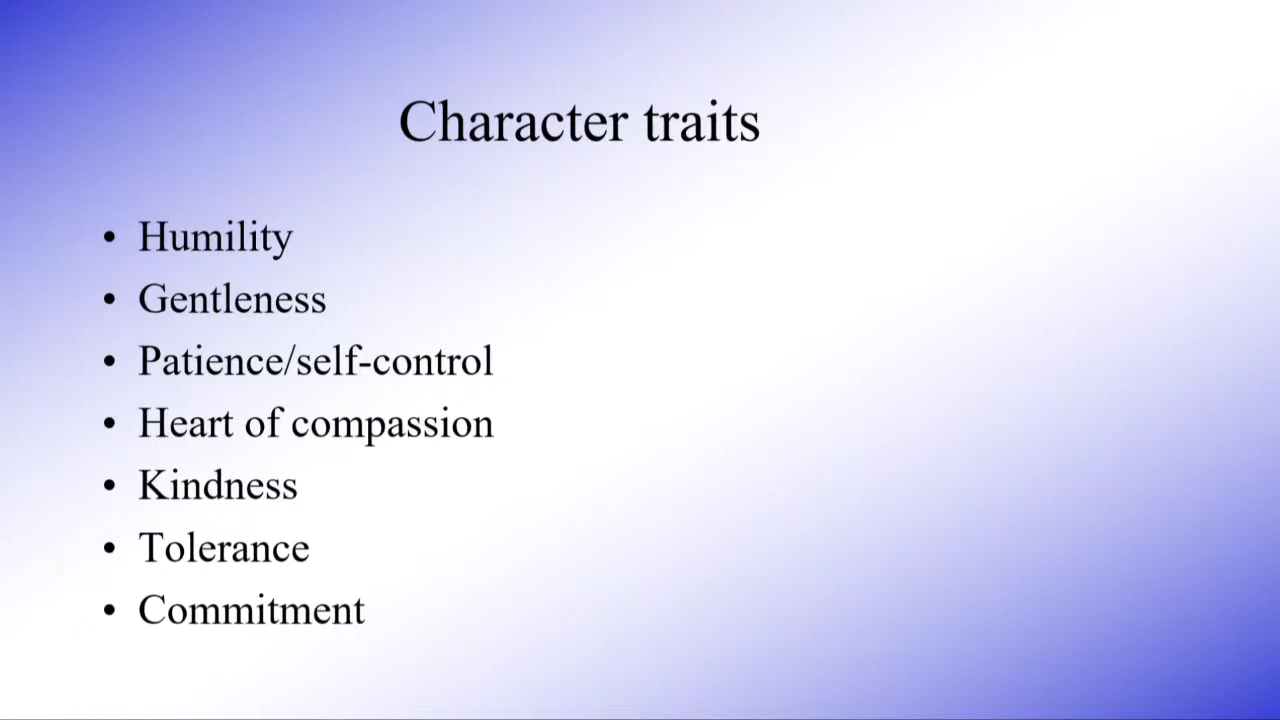 Character traits
• Humility
• Gentleness
• Patience/self-control
• Heart of compassion
• Kindness
• Tolerance
• Commitment